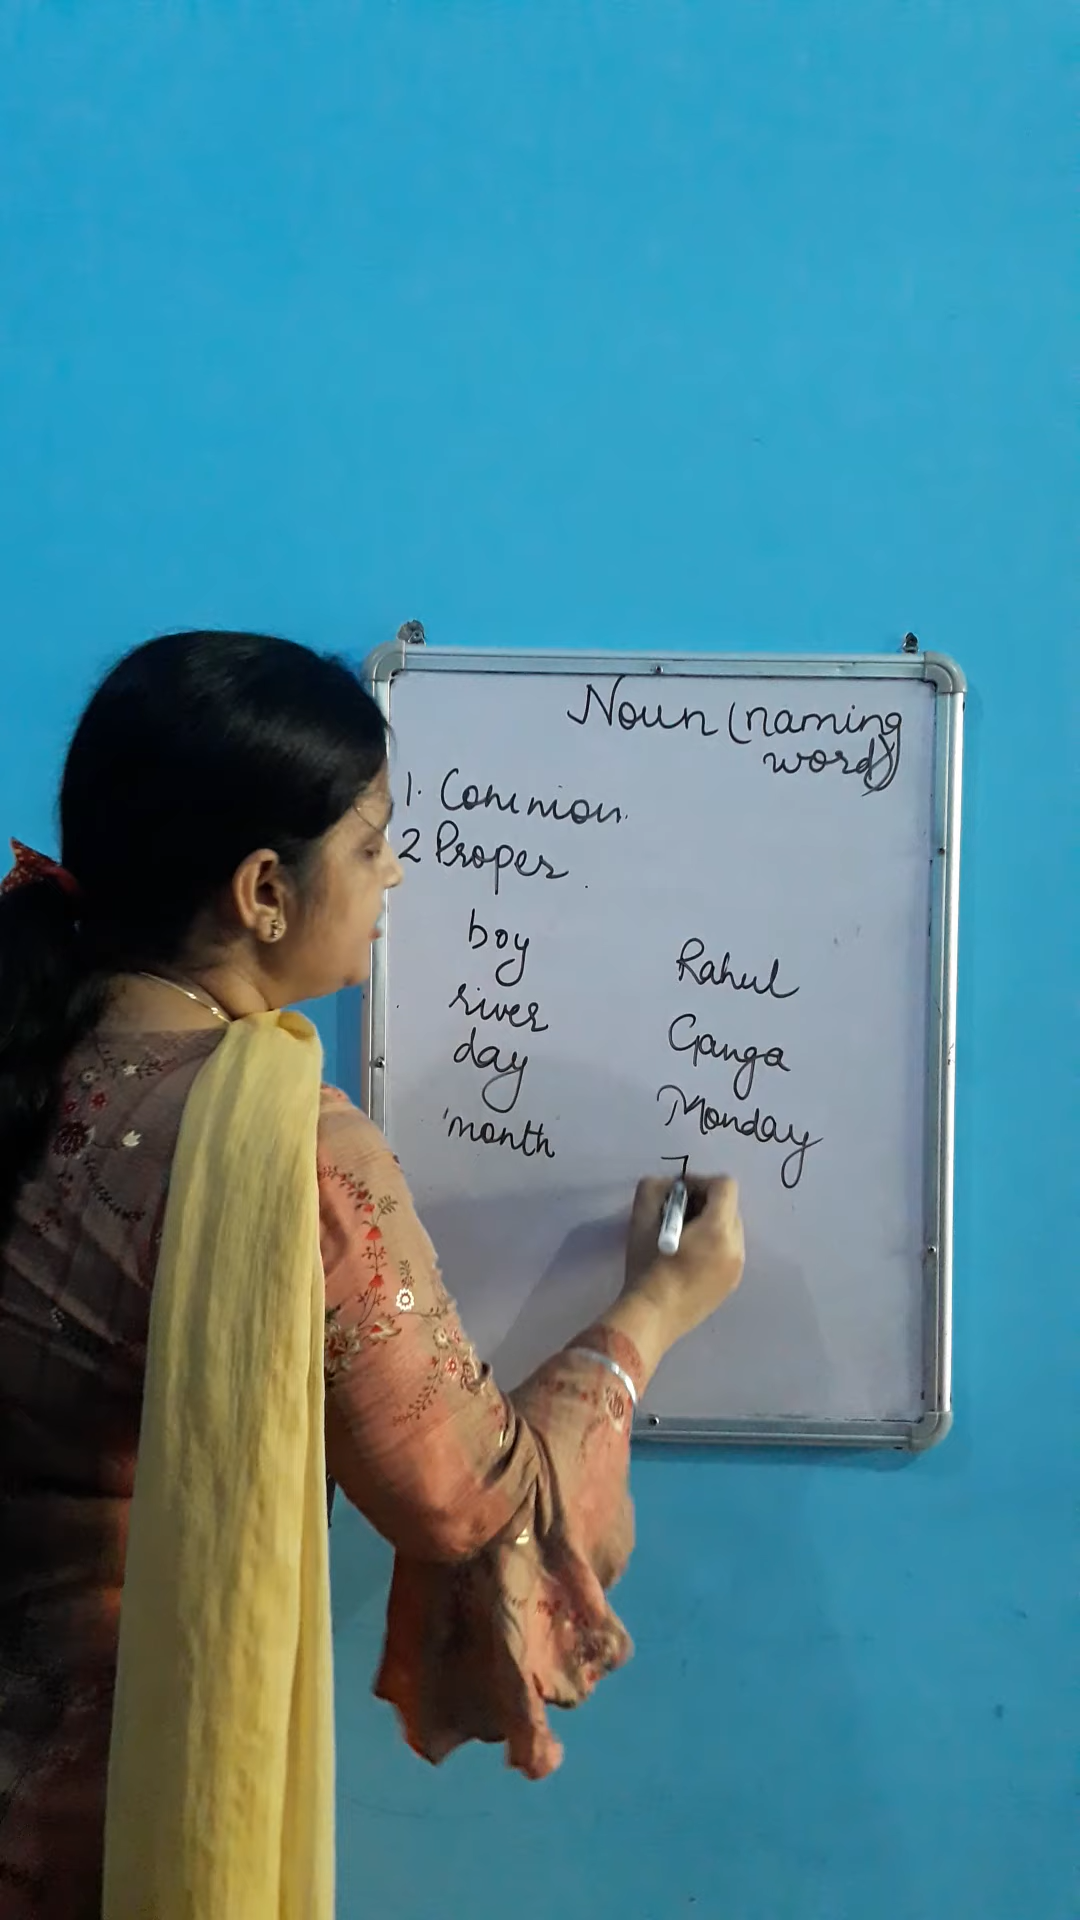 Noun (naming
word)
1. Common.
2 Proper.
boy Rahul
river Ganga
day Monday
month